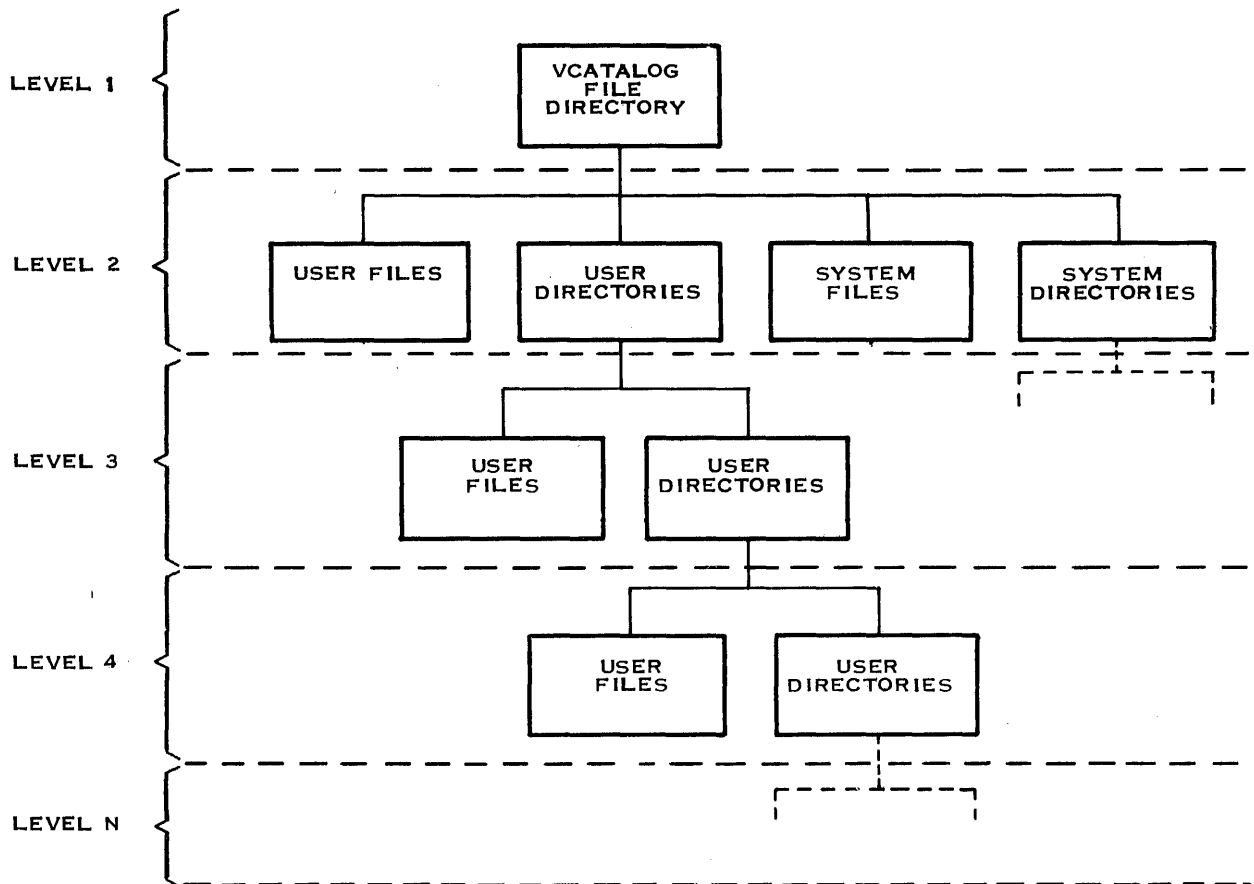 LEVEL 1
VCATALOG
FILE
DIRECTORY
LEVEL 2
USER FILES
USER
DIRECTORIES
SYSTEM
FILES
SYSTEM
DIRECTORIES
LEVEL 3
USER
FILES
USER
DIRECTORIES
LEVEL 4
USER
FILES
USER
DIRECTORIES
LEVEL N